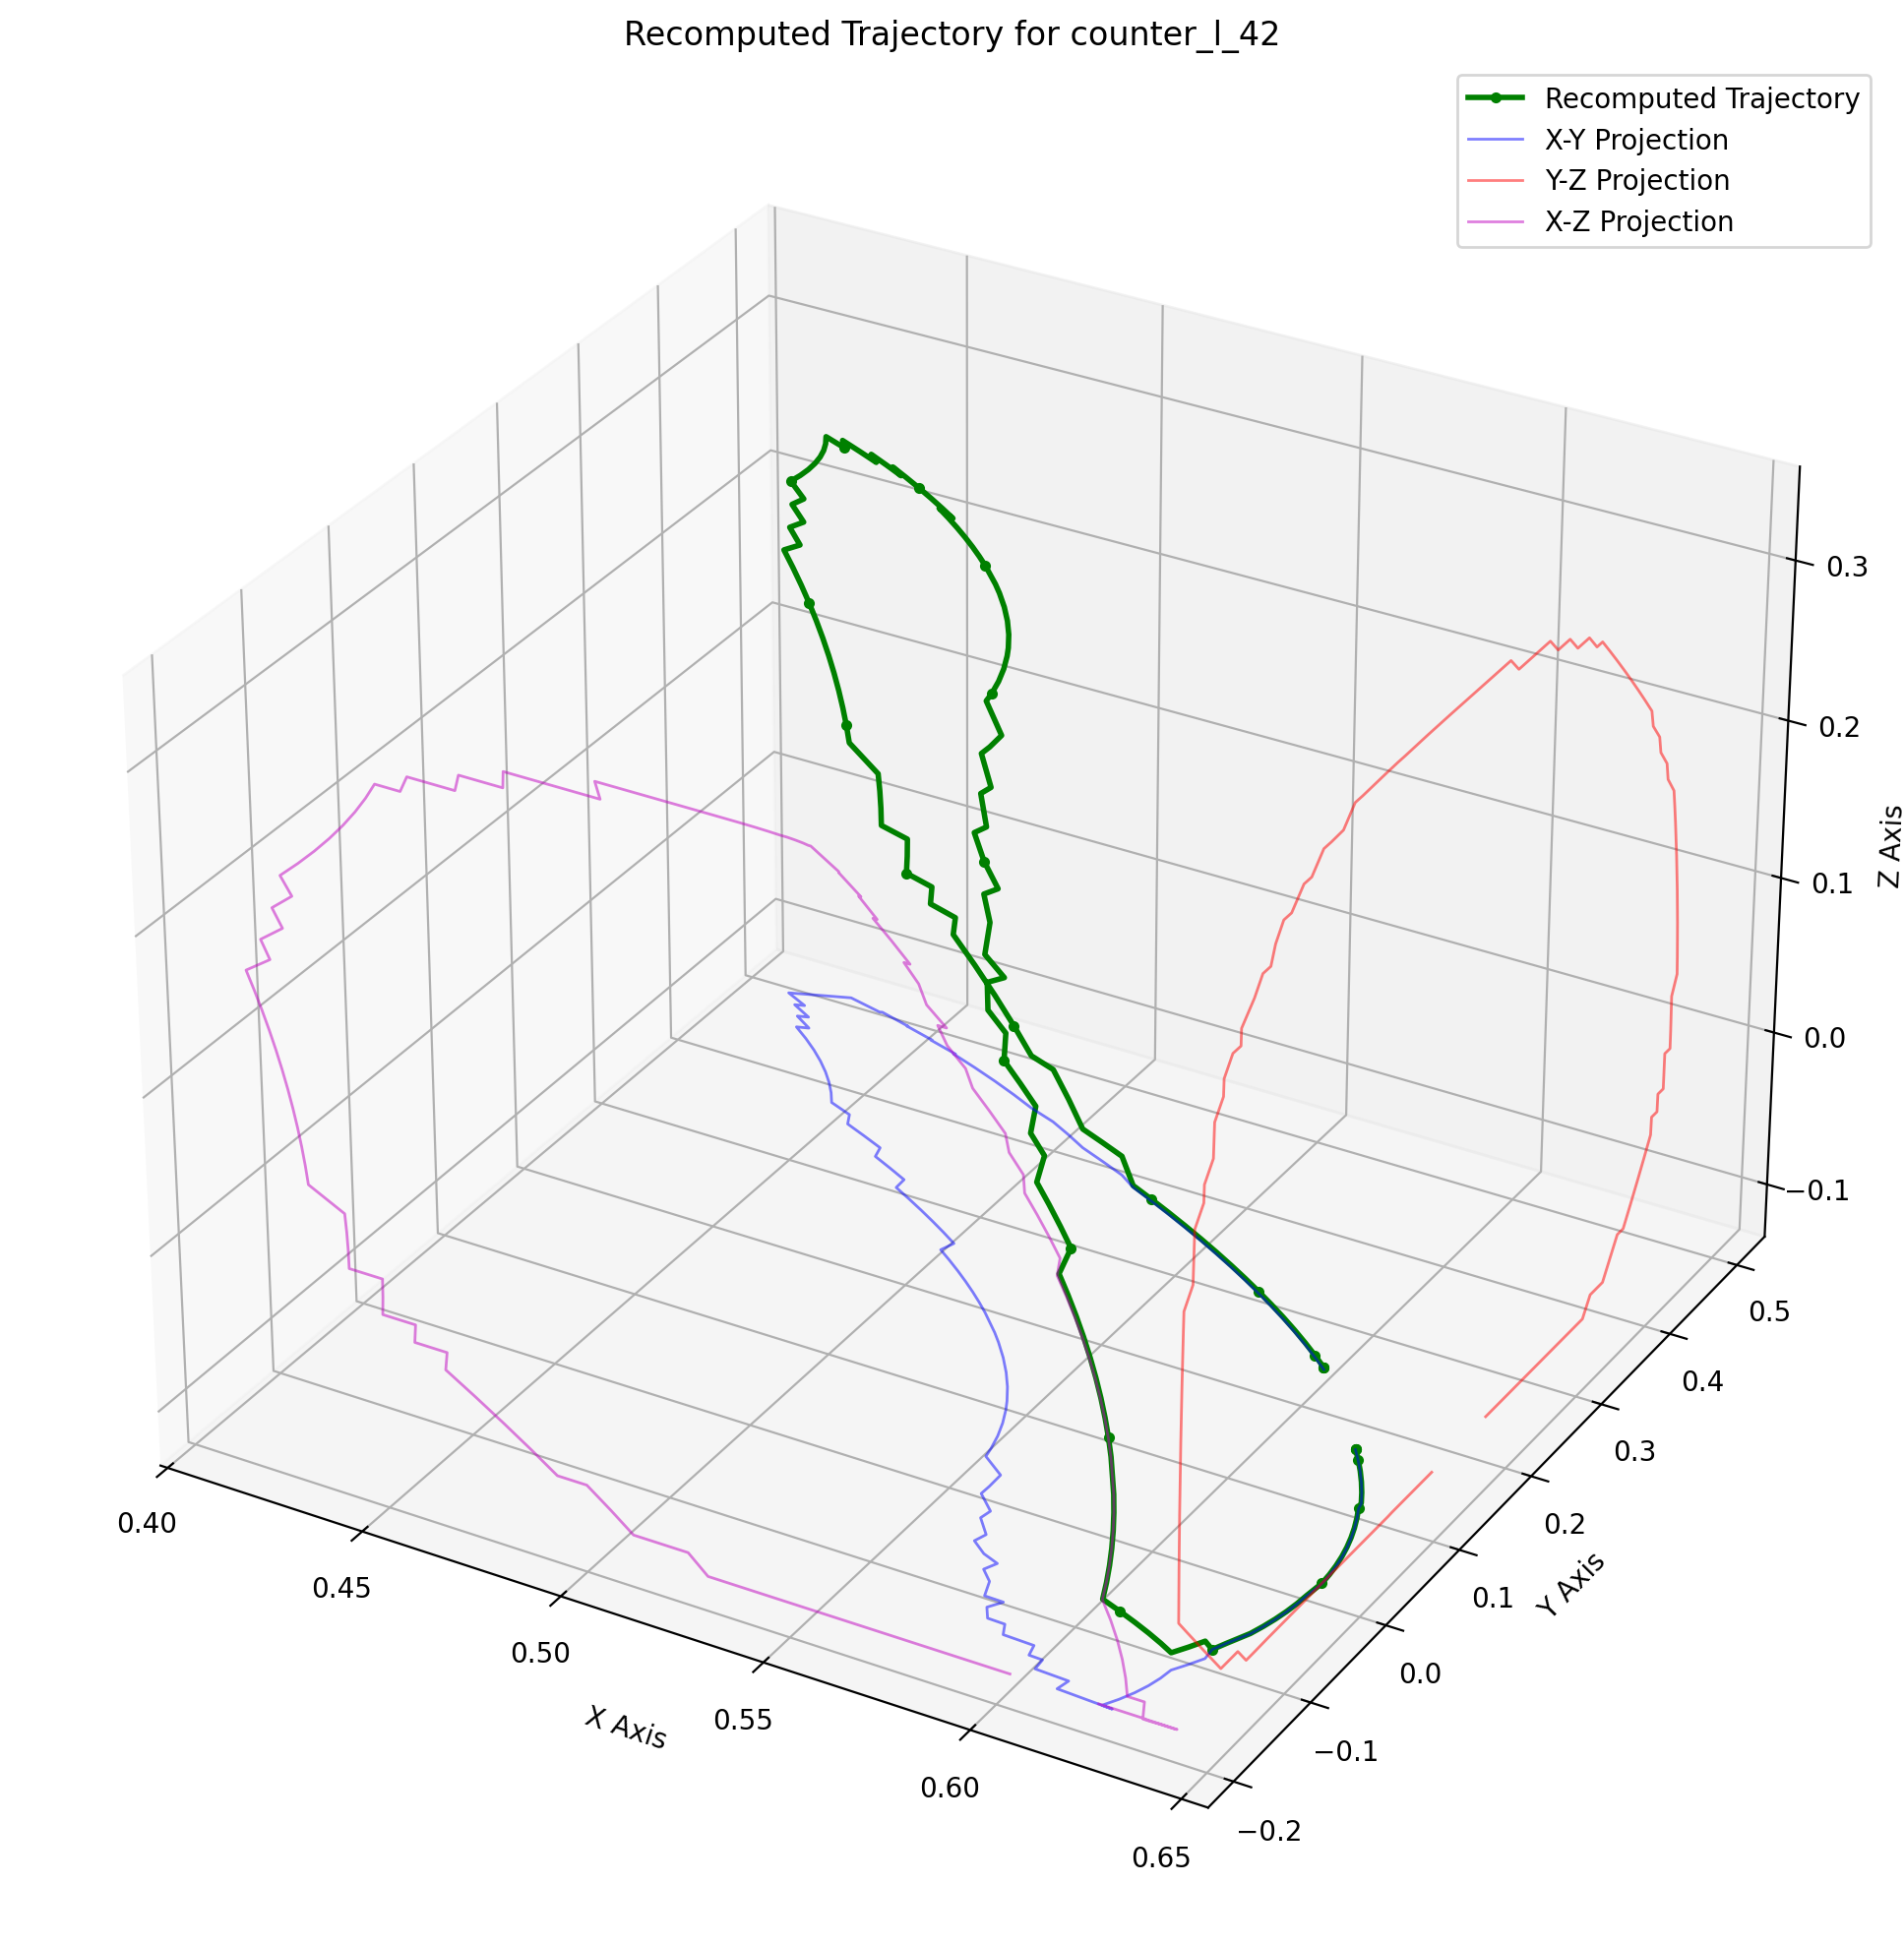 Recomputed Trajectory for counter_l_42
Recomputed Trajectory
X-Y Projection
Y-Z Projection
X-Z Projection
0.3
0.2
0.1
0.0
−0.1
Z Axis
0.5
0.4
0.3
0.2
0.1
0.0
−0.1
−0.2
Y Axis
0.40
0.45
0.50
0.55
0.60
0.65
X Axis